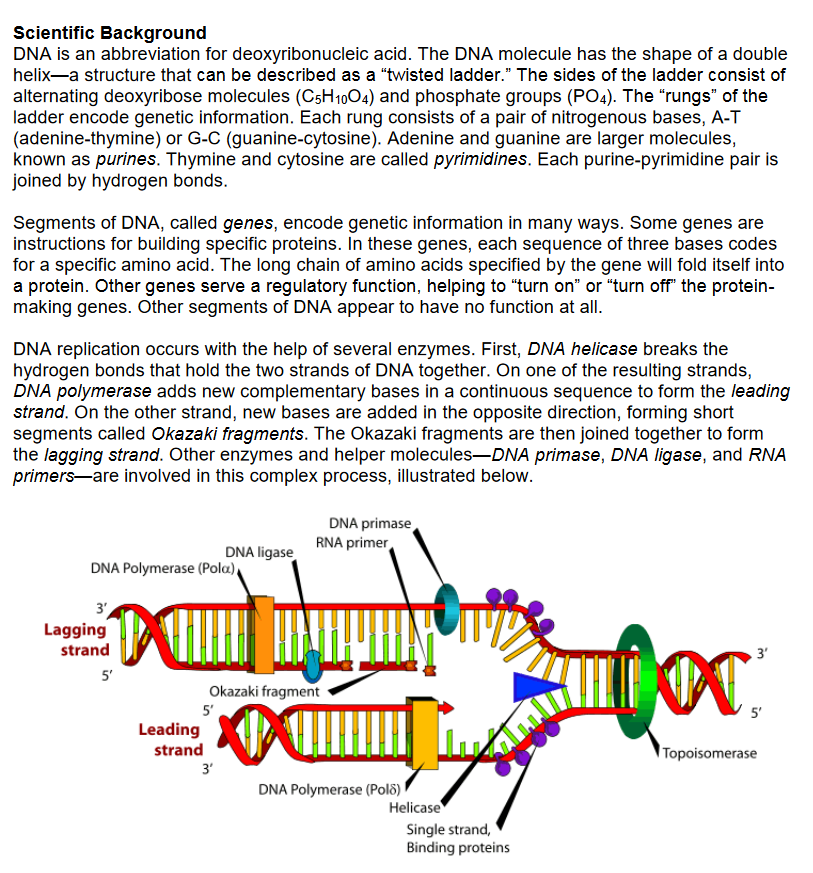 Scientific Background
DNA is an abbreviation for deoxyribonucleic acid. The DNA molecule has the shape of a double
helix—a structure that can be described as a “twisted ladder.” The sides of the ladder consist of
alternating deoxyribose molecules (C₅H₁₀O₄) and phosphate groups (PO₄). The “rungs” of the
ladder encode genetic information. Each rung consists of a pair of nitrogenous bases, A-T
(adenine-thymine) or G-C (guanine-cytosine). Adenine and guanine are larger molecules,
known as purines. Thymine and cytosine are called pyrimidines. Each purine-pyrimidine pair is
joined by hydrogen bonds.
Segments of DNA, called genes, encode genetic information in many ways. Some genes are
instructions for building specific proteins. In these genes, each sequence of three bases codes
for a specific amino acid. The long chain of amino acids specified by the gene will fold itself into
a protein. Other genes serve a regulatory function, helping to “turn on” or “turn off” the protein-
making genes. Other segments of DNA appear to have no function at all.
DNA replication occurs with the help of several enzymes. First, DNA helicase breaks the
hydrogen bonds that hold the two strands of DNA together. On one of the resulting strands,
DNA polymerase adds new complementary bases in a continuous sequence to form the leading
strand. On the other strand, new bases are added in the opposite direction, forming short
segments called Okazaki fragments. The Okazaki fragments are then joined together to form
the lagging strand. Other enzymes and helper molecules—DNA primase, DNA ligase, and RNA
primers—are involved in this complex process, illustrated below.
DNA primase
RNA primer
DNA ligase
DNA Polymerase (Polα)
3’
Lagging
strand
5’
3’
5’
Okazaki fragment
5’
Leading
strand
3’
Topoisomerase
DNA Polymerase (Polδ)
Helicase
Single strand,
Binding proteins